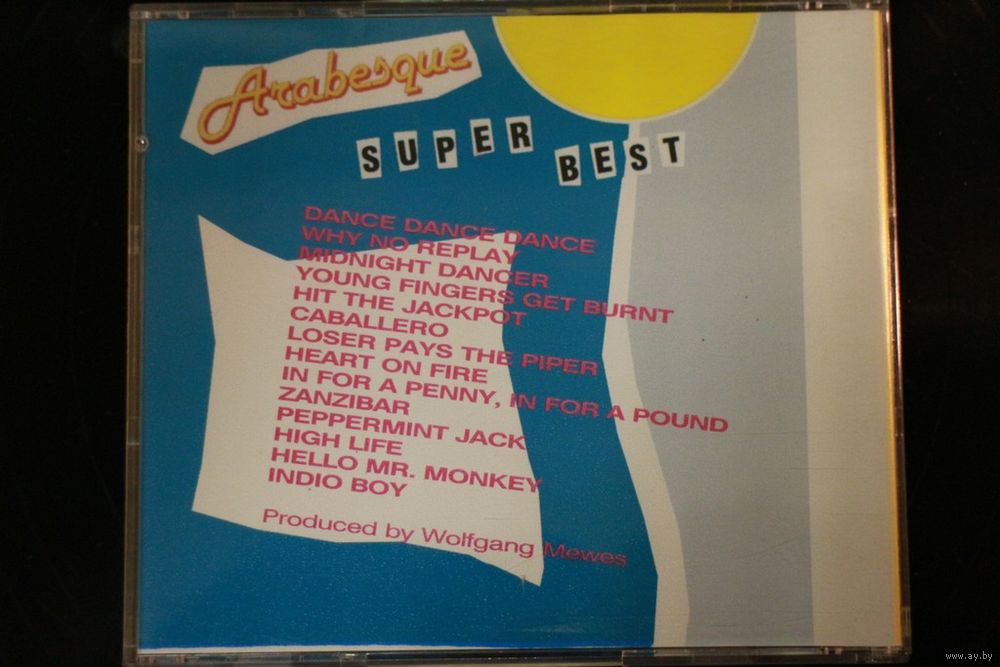 Arabesque
SUPER BEST
DANCE DANCE DANCE
WHY NO REPLAY
MIDNIGHT DANCER
YOUNG FINGERS GET BURNT
HIT THE JACKPOT
CABALLERO
LOSER PAYS THE PIPER
HEART ON FIRE
IN FOR A PENNY, IN FOR A POUND
ZANZIBAR
PEPPERMINT JACK
HIGH LIFE
HELLO MR. MONKEY
INDIO BOY
Produced by Wolfgang Mewes
www.ay.by